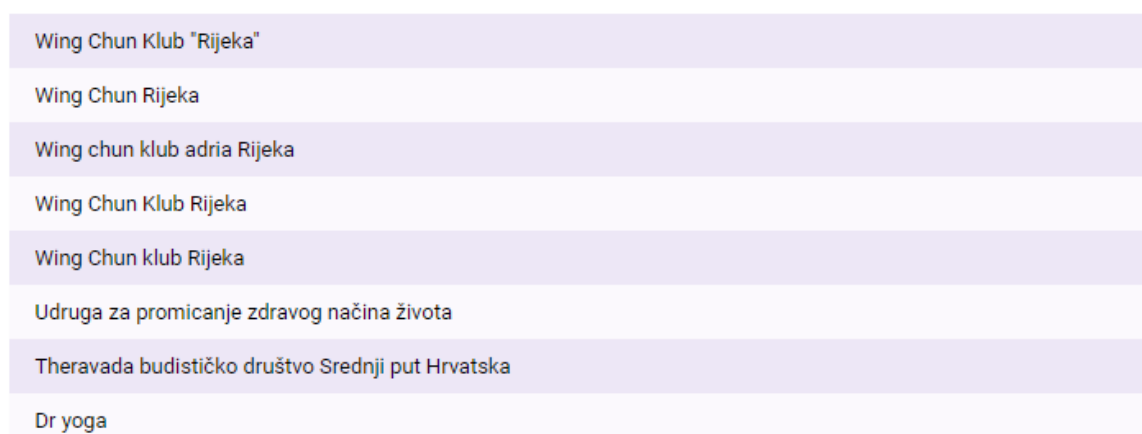 Wing Chun Klub "Rijeka"
Wing Chun Rijeka
Wing chun klub adria Rijeka
Wing Chun Klub Rijeka
Wing Chun klub Rijeka
Udruga za promicanje zdravog načina života
Theravada budističko društvo Srednji put Hrvatska
Dr yoga